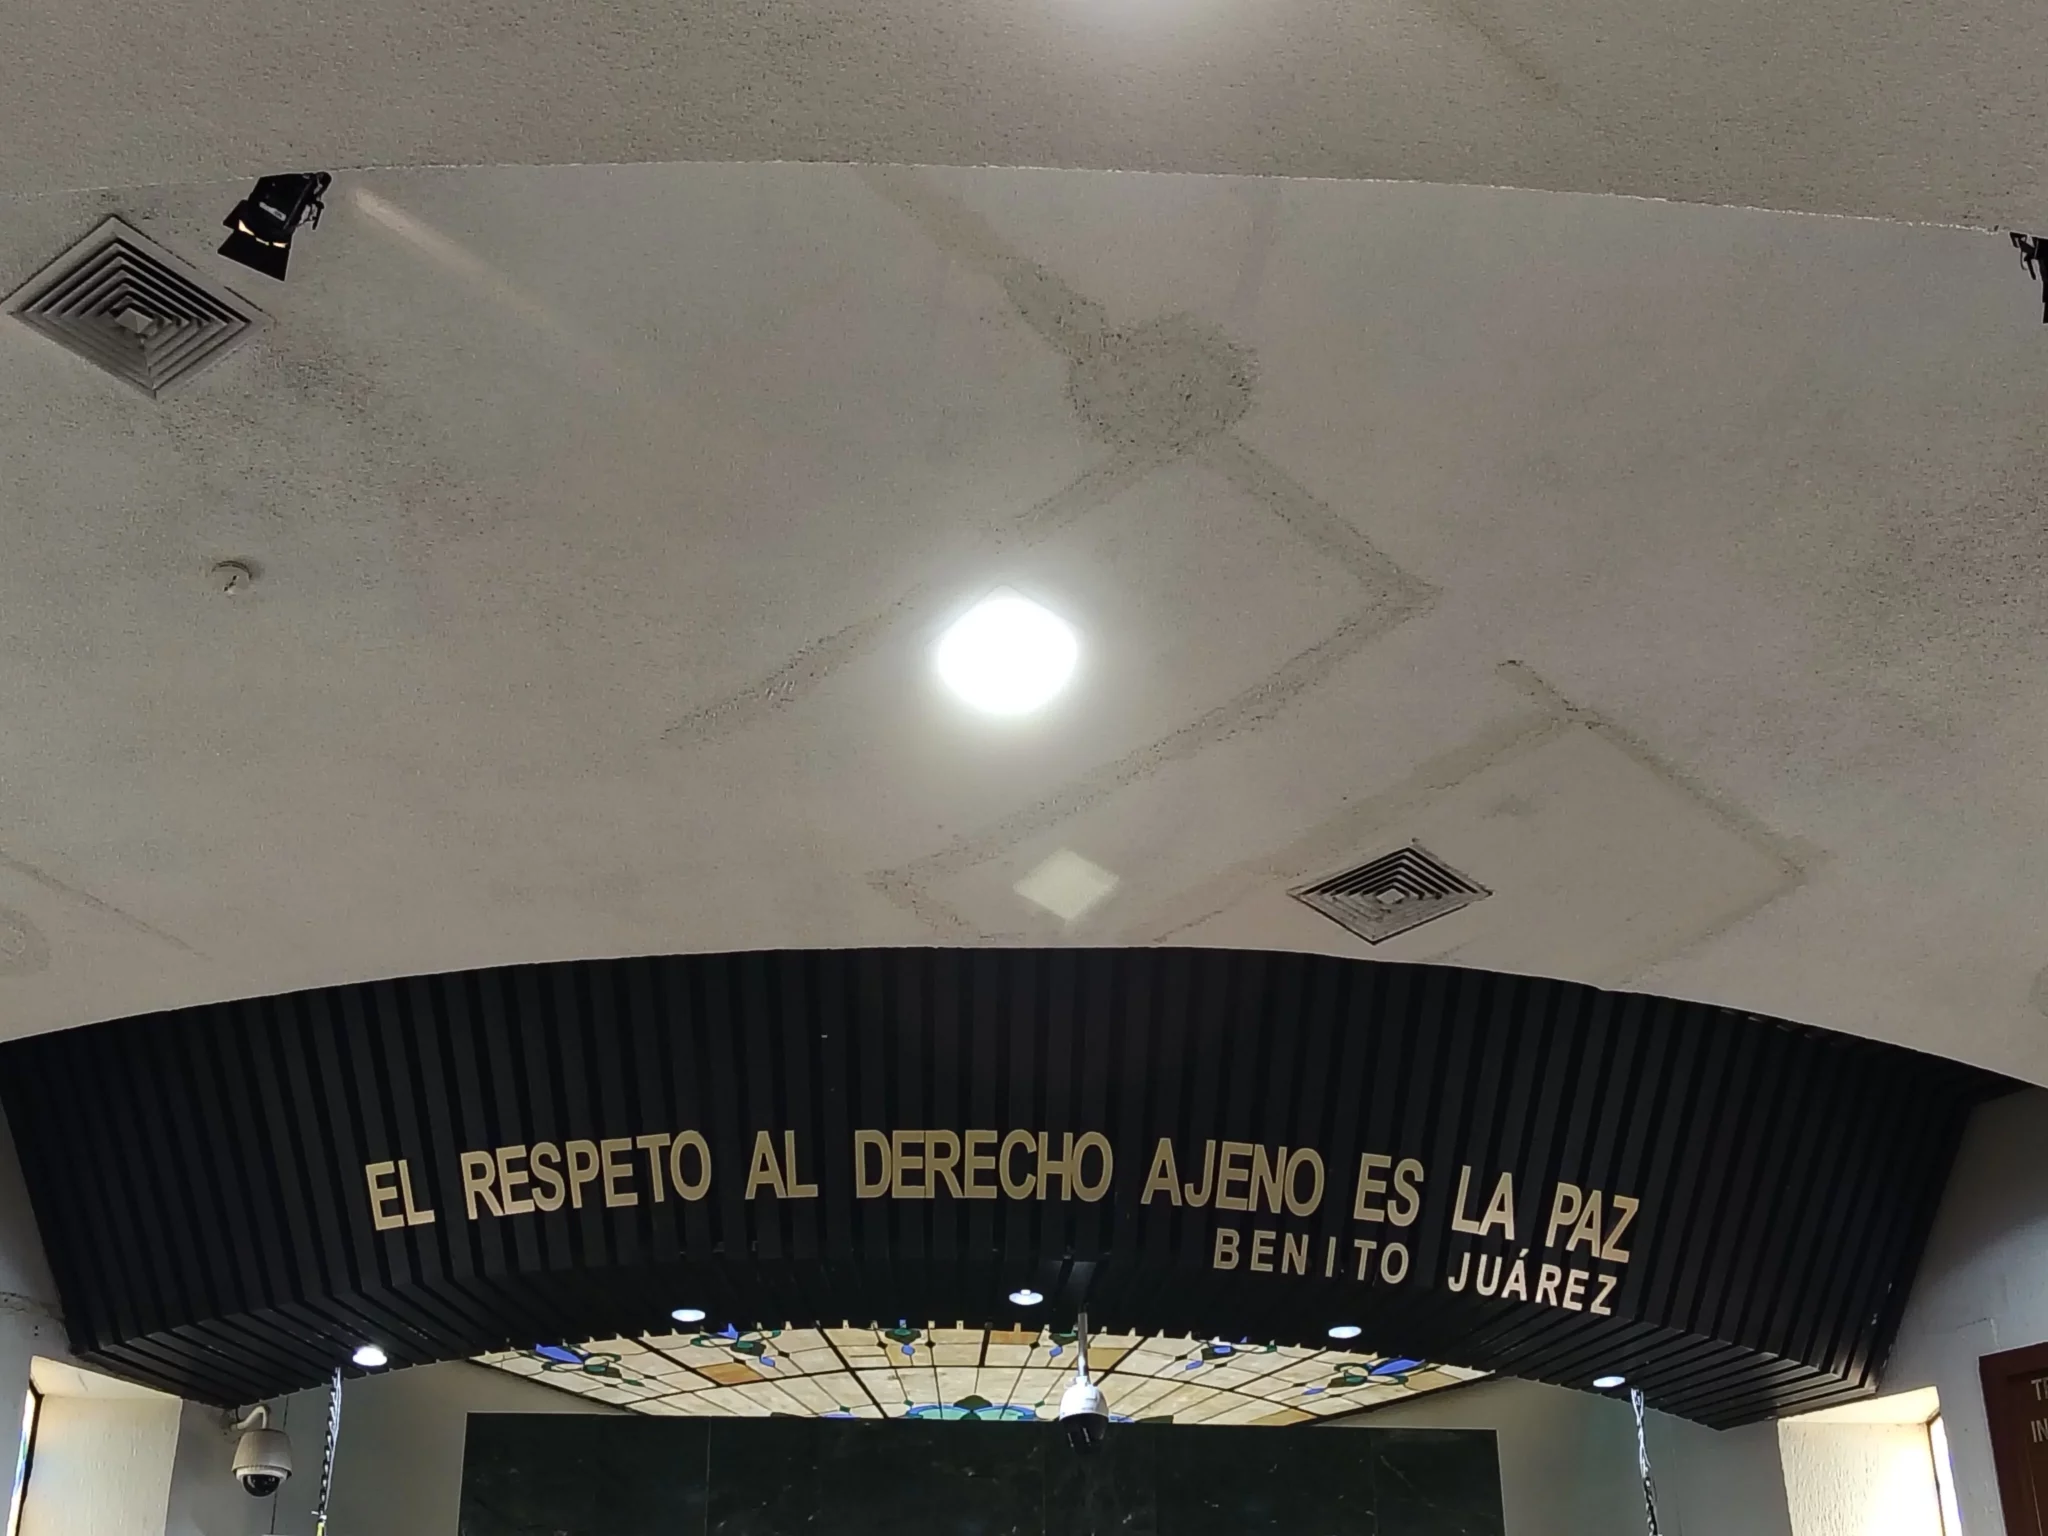 EL RESPETO AL DERECHO AJENO ES LA PAZ
BENITO JUÁREZ